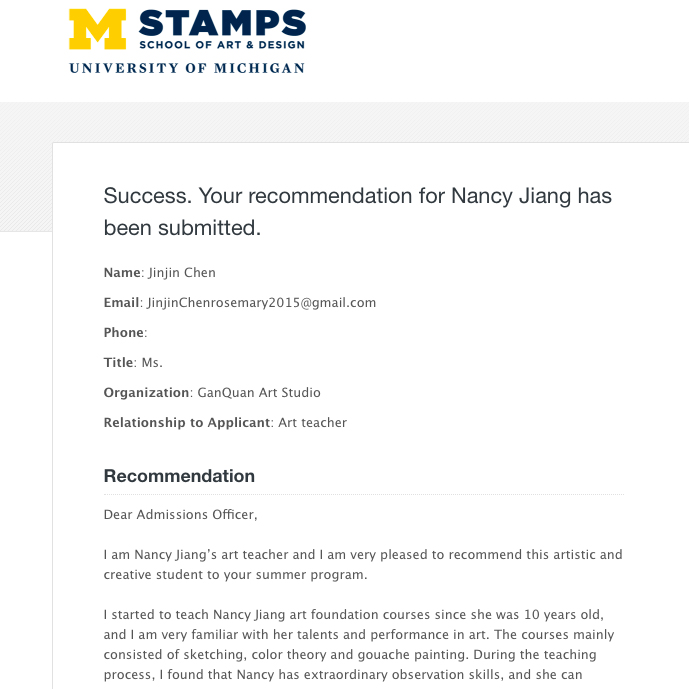 M STAMPS
SCHOOL OF ART & DESIGN
UNIVERSITY OF MICHIGAN
Success. Your recommendation for Nancy Jiang has
been submitted.
Name: Jinjin Chen
Email: JinjinChenrosemary2015@gmail.com
Phone:
Title: Ms.
Organization: GanQuan Art Studio
Relationship to Applicant: Art teacher
Recommendation
Dear Admissions Officer,
I am Nancy Jiang’s art teacher and I am very pleased to recommend this artistic and
creative student to your summer program.
I started to teach Nancy Jiang art foundation courses since she was 10 years old,
and I am very familiar with her talents and performance in art. The courses mainly
consisted of sketching, color theory and gouache painting. During the teaching
process, I found that Nancy has extraordinary observation skills, and she can